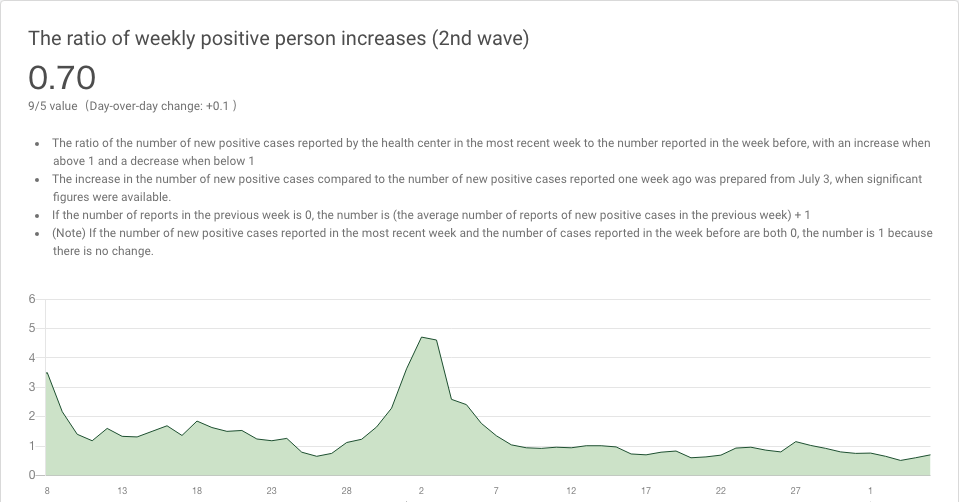 The ratio of weekly positive person increases (2nd wave)
0.70
9/5 value（Day-over-day change: +0.1 ）
• The ratio of the number of new positive cases reported by the health center in the most recent week to the number reported in the week before, with an increase when
above 1 and a decrease when below 1
• The increase in the number of new positive cases compared to the number of new positive cases reported one week ago was prepared from July 3, when significant
figures were available.
• If the number of reports in the previous week is 0, the number is (the average number of reports of new positive cases in the previous week) + 1
• (Note) If the number of new positive cases reported in the most recent week and the number of cases reported in the week before are both 0, the number is 1 because
there is no change.
6
5
4
3
2
1
0
8 13 18 23 28 2 7 12 17 22 27 1